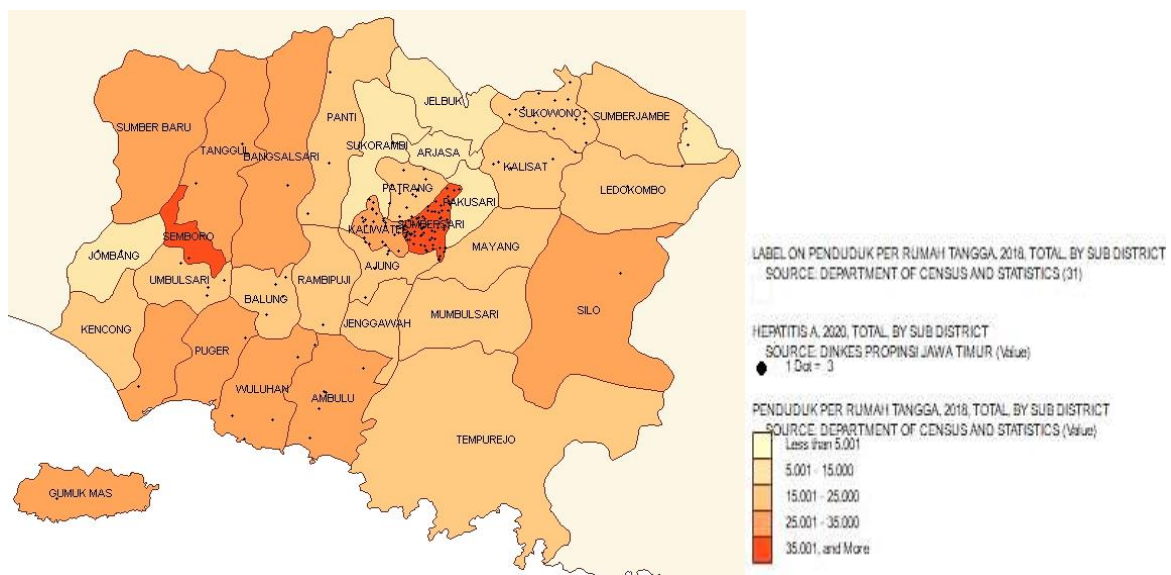 JELBUK
SUKOWONO
PANTI
SUMBERJAMBE
SUMBER BARU
SUKORAMBI
TANGGUL
ARJASA
BANGSALSARI
KALISAT
PATRANG
LEDOKOMBO
PAKUSARI
SUMBERSARI
KALIWATES
SEMBORO
MAYANG
JOMBANG
AJUNG
UMBULSARI
RAMBIPUJI
BALUNG
SILO
MUMBULSARI
JENGGAWAH
KENCONG
PUGER
WULUHAN
AMBULU
TEMPUREJO
GUMUK MAS
LABEL ON PENDUDUK PER RUMAH TANGGA, 2018, TOTAL, BY SUB DISTRICT
SOURCE: DEPARTMENT OF CENSUS AND STATISTICS (31)
HEPATITIS A, 2020, TOTAL, BY SUB DISTRICT
SOURCE: DINKES PROPINSI JAWA TIMUR (Value)
1 Dot = 3
PENDUDUK PER RUMAH TANGGA, 2018, TOTAL, BY SUB DISTRICT
SOURCE: DEPARTMENT OF CENSUS AND STATISTICS (Value)
Less than 5.001
5.001 - 15.000
15.001 - 25.000
25.001 - 35.000
35.001, and More